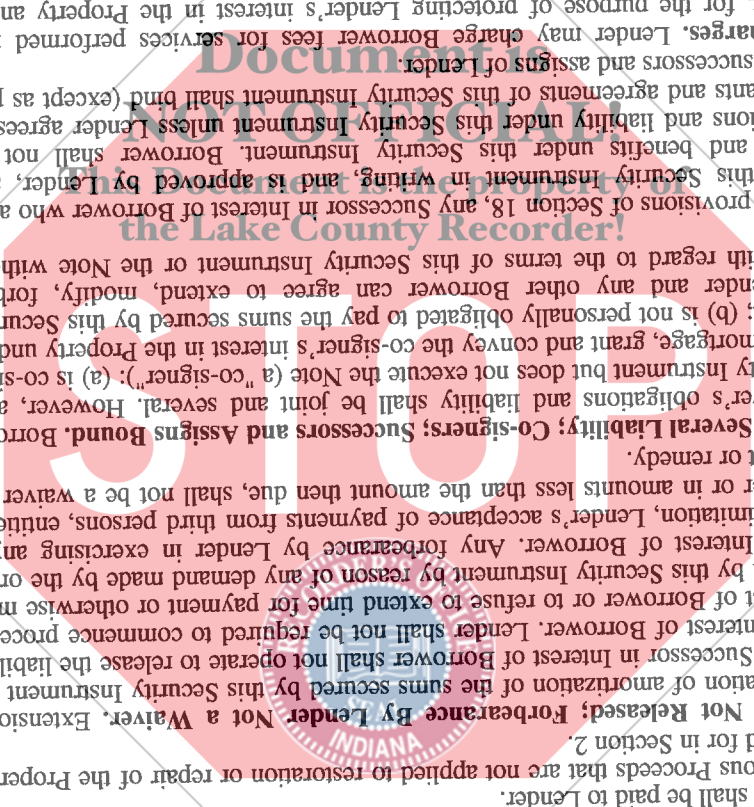 Document is
NOT OFFICIAL!
This Document is the property of
the Lake County Recorder!
STOP
RECORDER'S OFFICE
SEAL
INDIANA
shall be paid to Lender.
ous Proceeds that are not applied to restoration or repair of the Proper
d for in Section 2.
Not Released; Forbearance By Lender Not a Waiver. Extension
ation of amortization of the sums secured by this Security Instrument
Successor in Interest of Borrower shall not operate to release the liabil
nterest of Borrower. Lender shall not be required to commence proce
st of Borrower or to refuse to extend time for payment or otherwise m
by this Security Instrument by reason of any demand made by the or
Interest of Borrower. Any forbearance by Lender in exercising any
imitation, Lender's acceptance of payments from third persons, entitie
r or in amounts less than the amount then due, shall not be a waiver
t or remedy.
Several Liability; Co-signers; Successors and Assigns Bound. Borro
er's obligations and liability shall be joint and several. However, a
ty Instrument but does not execute the Note (a "co-signer"): (a) is co-si
mortgage, grant and convey the co-signer's interest in the Property und
; (b) is not personally obligated to pay the sums secured by this Secur
nder and any other Borrower can agree to extend, modify, forb
ith regard to the terms of this Security Instrument or the Note with
provisions of Section 18, any Successor in Interest of Borrower who a
this Security Instrument in writing, and is approved by Lender,
and benefits under this Security Instrument. Borrower shall not
tions and liability under this Security Instrument unless Lender agrees
ants and agreements of this Security Instrument shall bind (except as p
successors and assigns of Lender.
harges. Lender may charge Borrower fees for services performed
for the purpose of protecting Lender's interest in the Property an